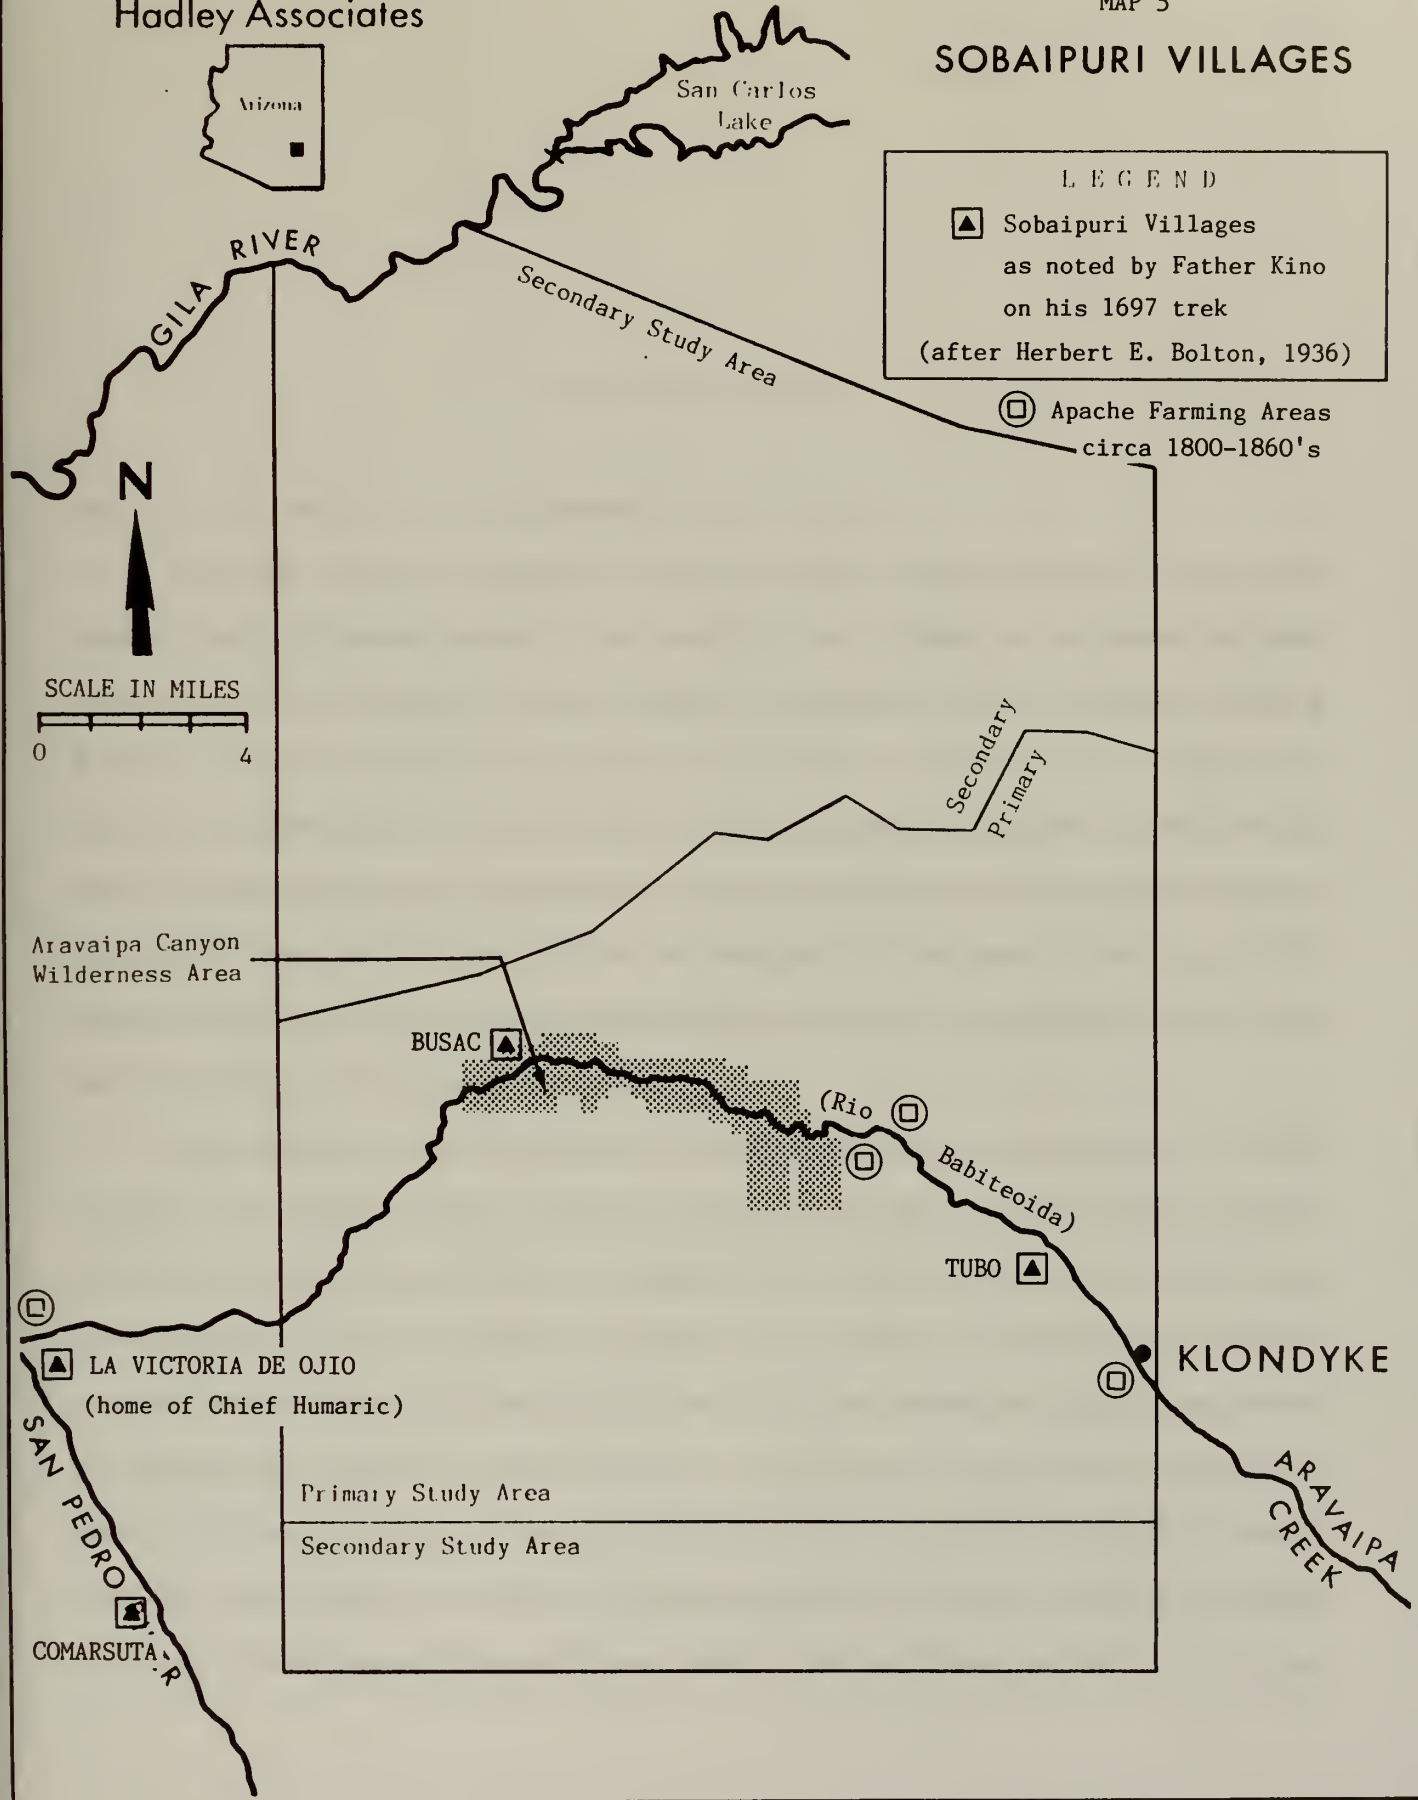 Hadley Associates
MAP 3
SOBAIPURI VILLAGES
Arizona
San Carlos
Lake
LEGEND
Sobaipuri Villages
as noted by Father Kino
on his 1697 trek
(after Herbert E. Bolton, 1936)
Apache Farming Areas
circa 1800-1860's
GILA RIVER
Secondary Study Area
N
SCALE IN MILES
0 4
Secondary
Primary
Aravaipa Canyon
Wilderness Area
BUSAC
(Rio
Babiteoida)
TUBO
KLONDYKE
LA VICTORIA DE OJIO
(home of Chief Humaric)
SAN PEDRO
ARAVAIPA
CREEK
Primary Study Area
Secondary Study Area
COMARSUTA